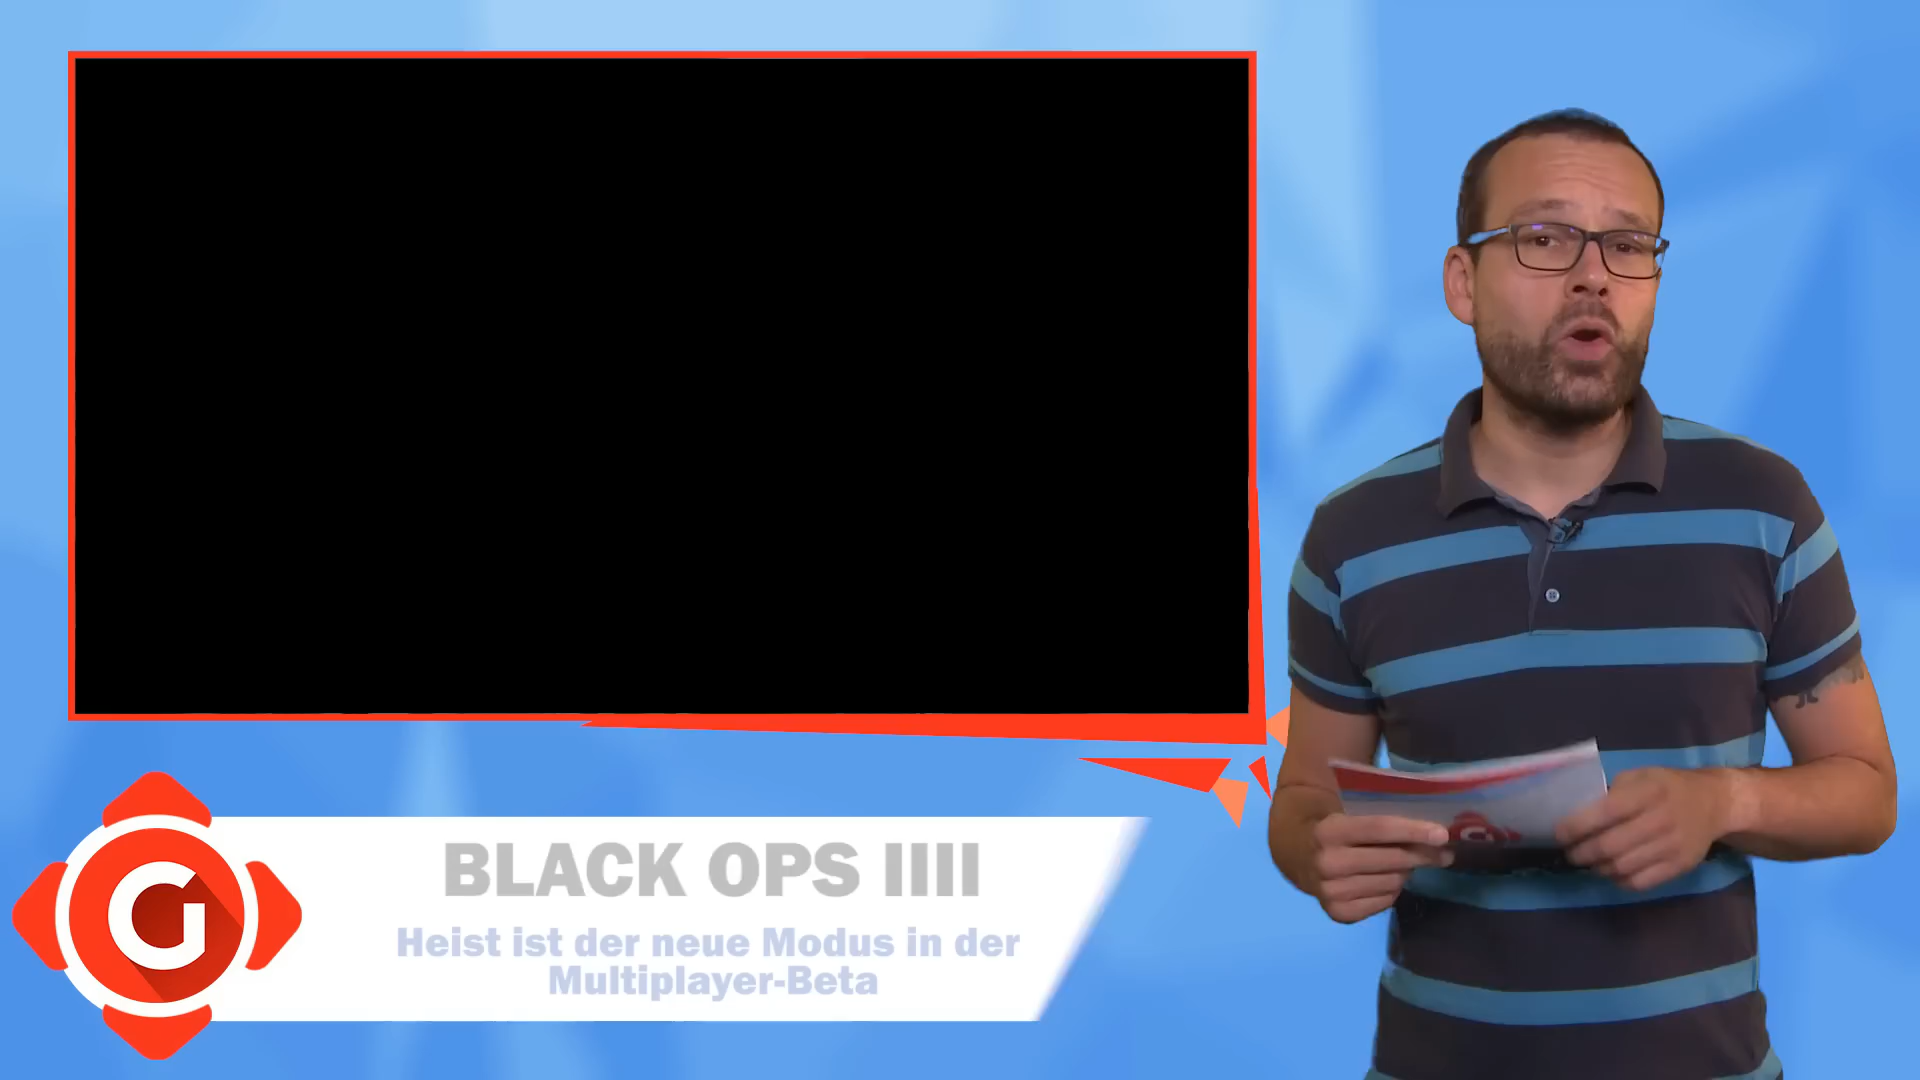 BLACK OPS IIII
Heist ist der neue Modus in der
Multiplayer-Beta
G